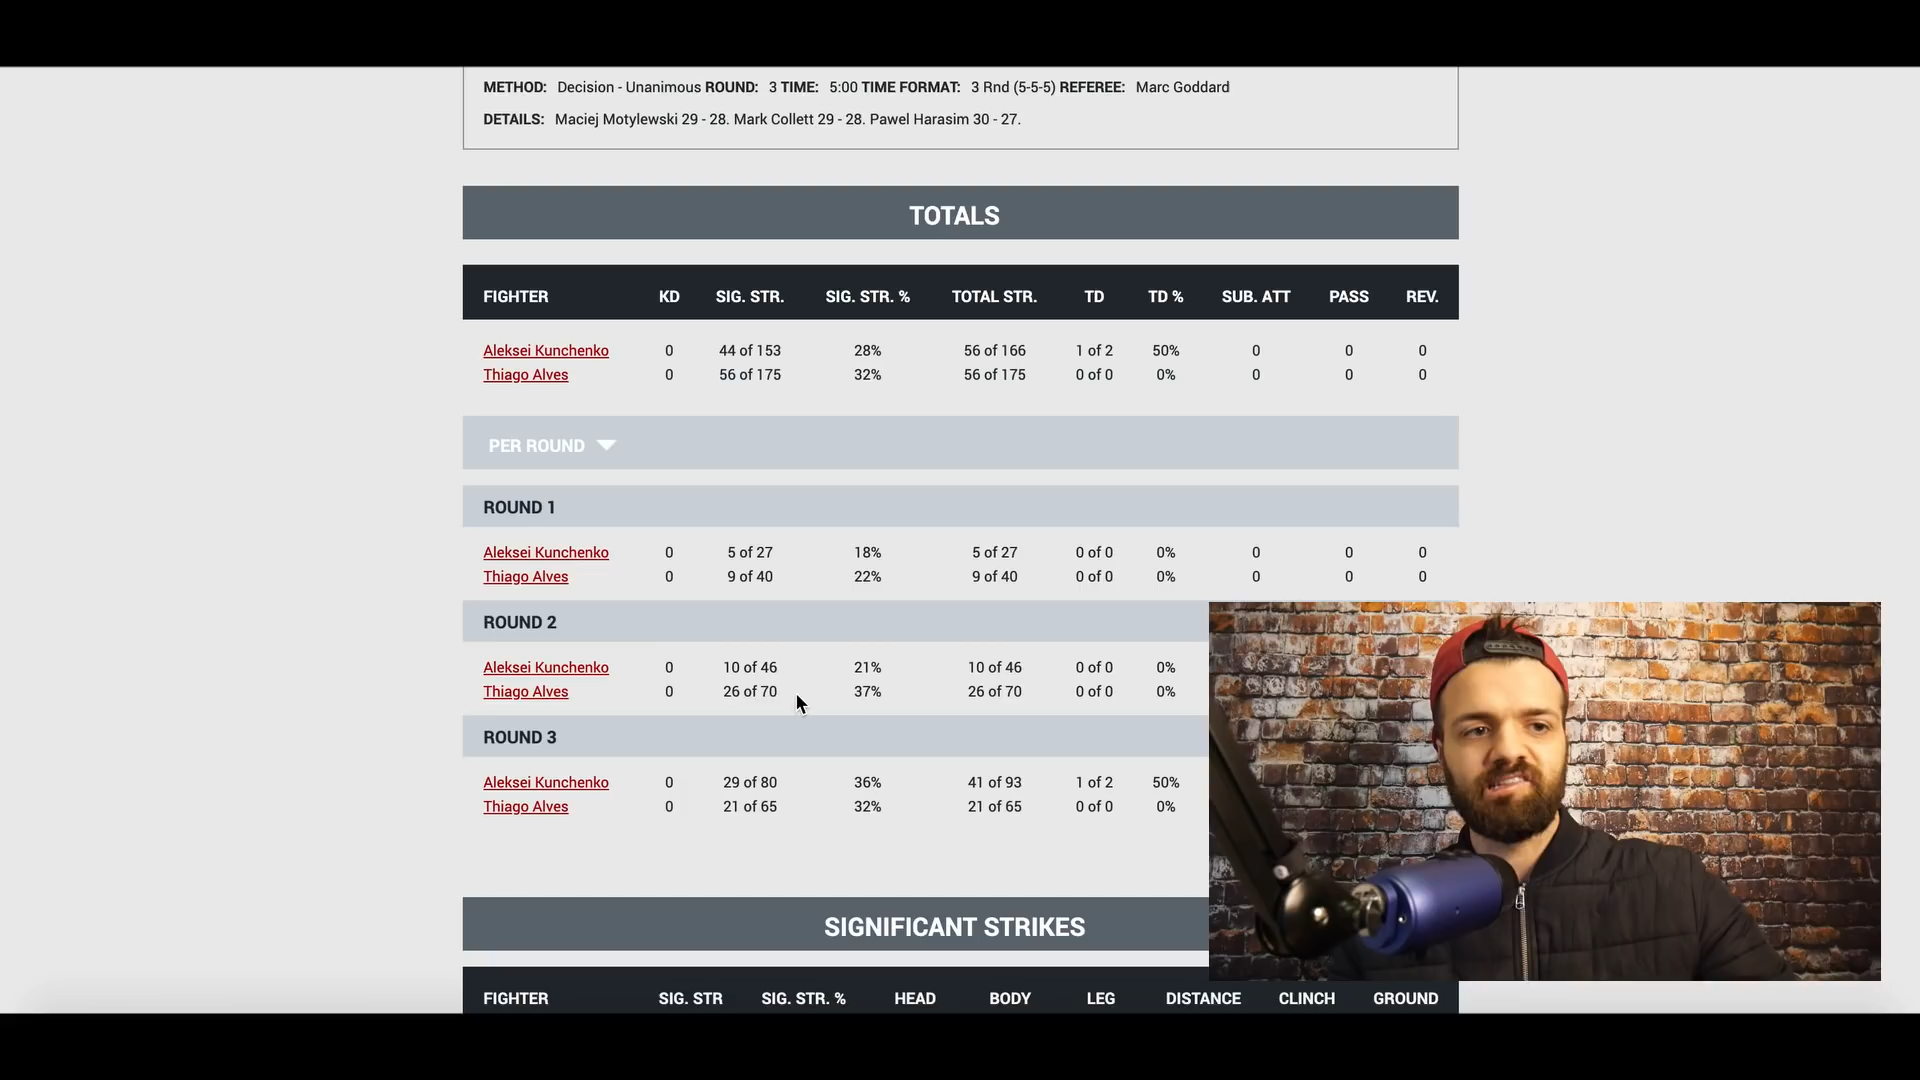 METHOD: Decision - Unanimous ROUND: 3 TIME: 5:00 TIME FORMAT: 3 Rnd (5-5-5) REFEREE: Marc Goddard
DETAILS: Maciej Motylewski 29 - 28. Mark Collett 29 - 28. Pawel Harasim 30 - 27.
TOTALS
FIGHTER KD SIG. STR. SIG. STR. % TOTAL STR. TD TD % SUB. ATT PASS REV.
Aleksei Kunchenko 0 44 of 153 28% 56 of 166 1 of 2 50% 0 0 0
Thiago Alves 0 56 of 175 32% 56 of 175 0 of 0 0% 0 0 0
PER ROUND
ROUND 1
Aleksei Kunchenko 0 5 of 27 18% 5 of 27 0 of 0 0% 0 0 0
Thiago Alves 0 9 of 40 22% 9 of 40 0 of 0 0% 0 0 0
ROUND 2
Aleksei Kunchenko 0 10 of 46 21% 10 of 46 0 of 0 0%
Thiago Alves 0 26 of 70 37% 26 of 70 0 of 0 0%
ROUND 3
Aleksei Kunchenko 0 29 of 80 36% 41 of 93 1 of 2 50%
Thiago Alves 0 21 of 65 32% 21 of 65 0 of 0 0%
SIGNIFICANT STRIKES
FIGHTER SIG. STR SIG. STR. % HEAD BODY LEG DISTANCE CLINCH GROUND